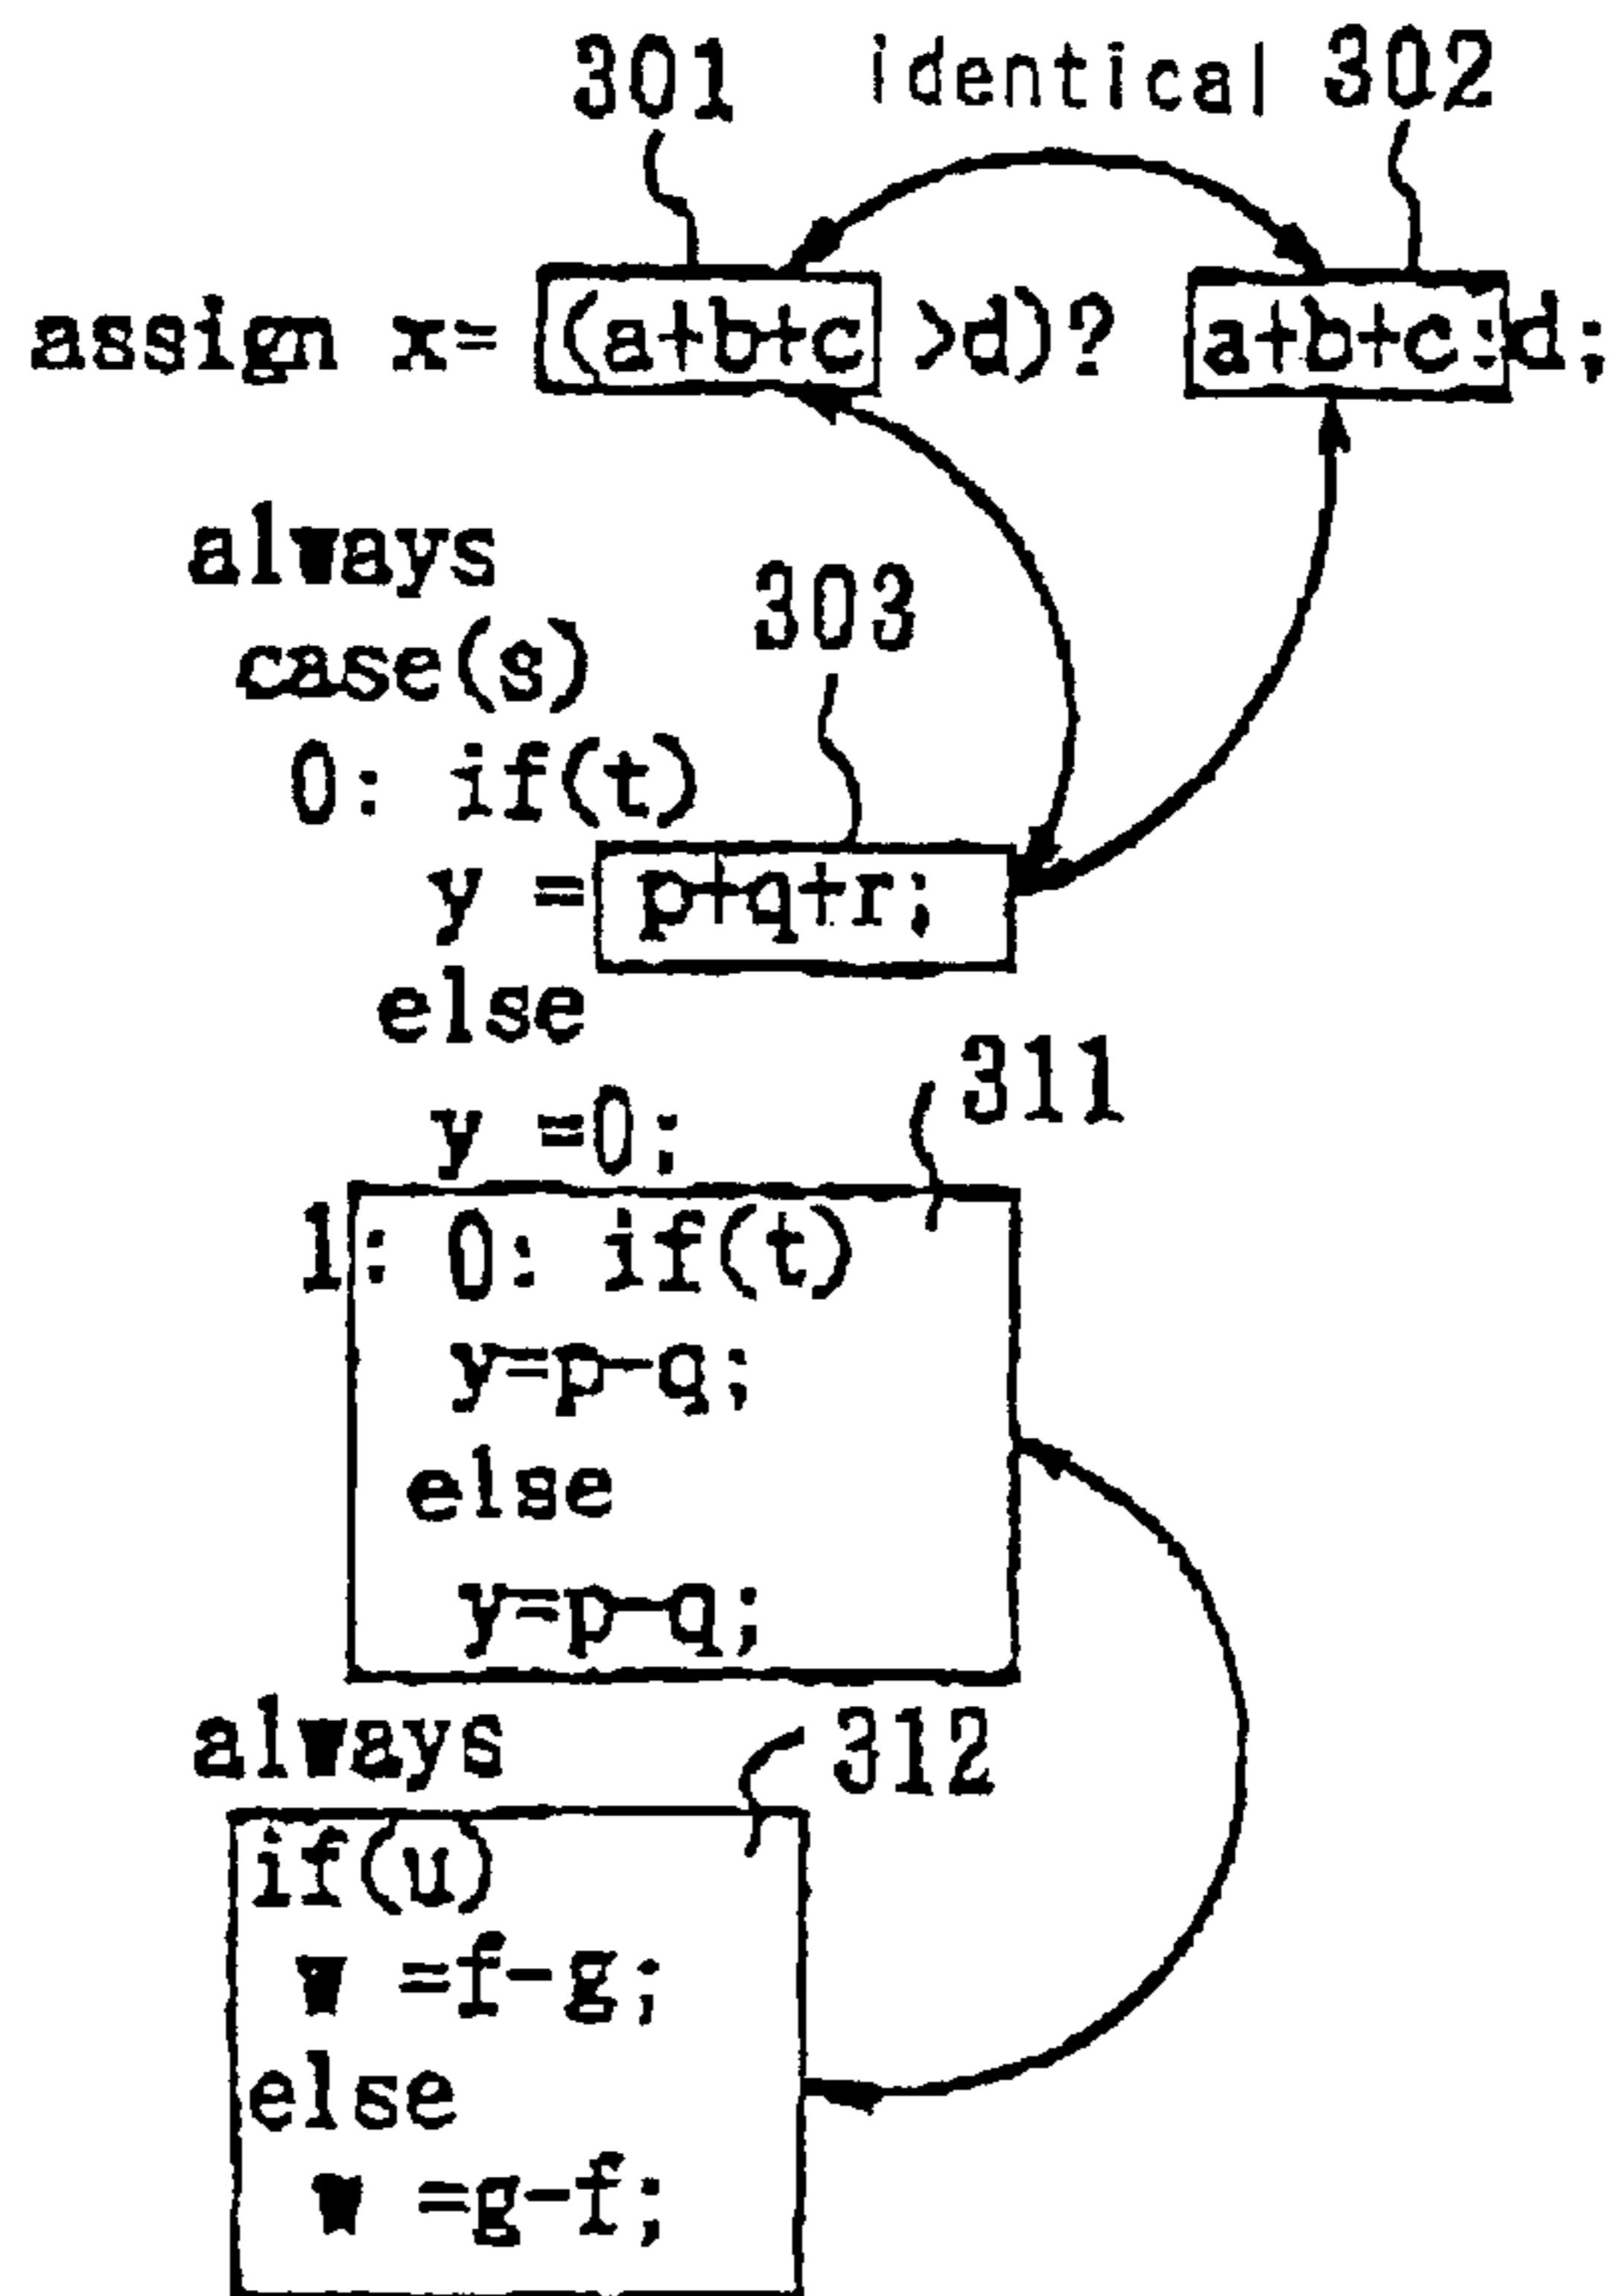 301 identical 302
assign x= (a+b+c >d)? a+b+c:d;
always
case(s)
303
0: if(t)
y = p+q+r;
else
311
y =0;
1: 0: if(t)
y=p-q;
else
y=p-q;
always
312
if(u)
w =f-g;
else
w =g-f;